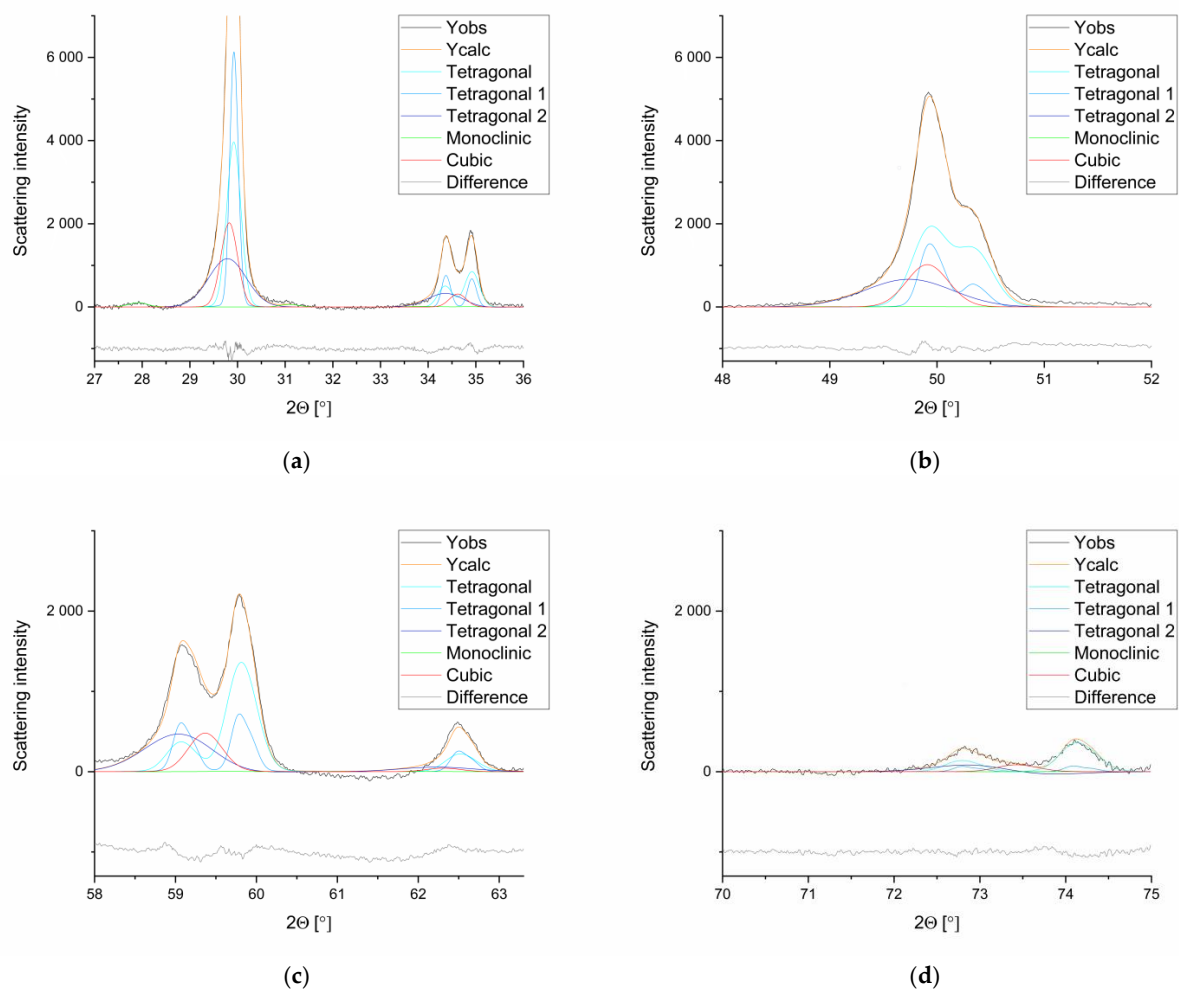 6 000
4 000
2 000
0
Scattering intensity
27 28 29 30 31 32 33 34 35 36
2Θ [°]
Yobs
Ycalc
Tetragonal
Tetragonal 1
Tetragonal 2
Monoclinic
Cubic
Difference
(a)
6 000
4 000
2 000
0
Scattering intensity
48 49 50 51 52
2Θ [°]
Yobs
Ycalc
Tetragonal
Tetragonal 1
Tetragonal 2
Monoclinic
Cubic
Difference
(b)
2 000
0
Scattering intensity
58 59 60 61 62 63
2Θ [°]
Yobs
Ycalc
Tetragonal
Tetragonal 1
Tetragonal 2
Monoclinic
Cubic
Difference
(c)
2 000
0
Scattering intensity
70 71 72 73 74 75
2Θ [°]
Yobs
Ycalc
Tetragonal
Tetragonal 1
Tetragonal 2
Monoclinic
Cubic
Difference
(d)